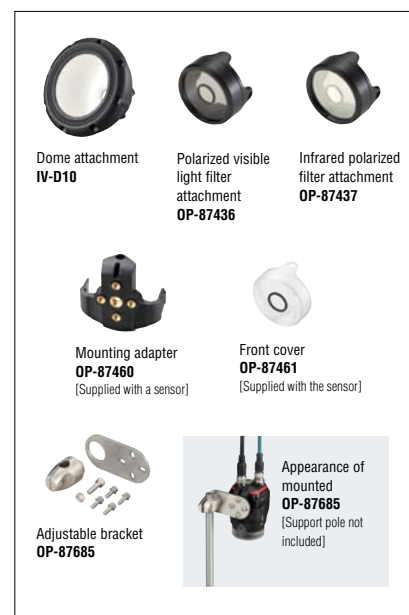 Dome attachment
IV-D10
Polarized visible
light filter
attachment
OP-87436
Infrared polarized
filter attachment
OP-87437
Mounting adapter
OP-87460
[Supplied with a sensor]
Front cover
OP-87461
[Supplied with the sensor]
Adjustable bracket
OP-87685
Appearance of
mounted
OP-87685
[Support pole not
included]